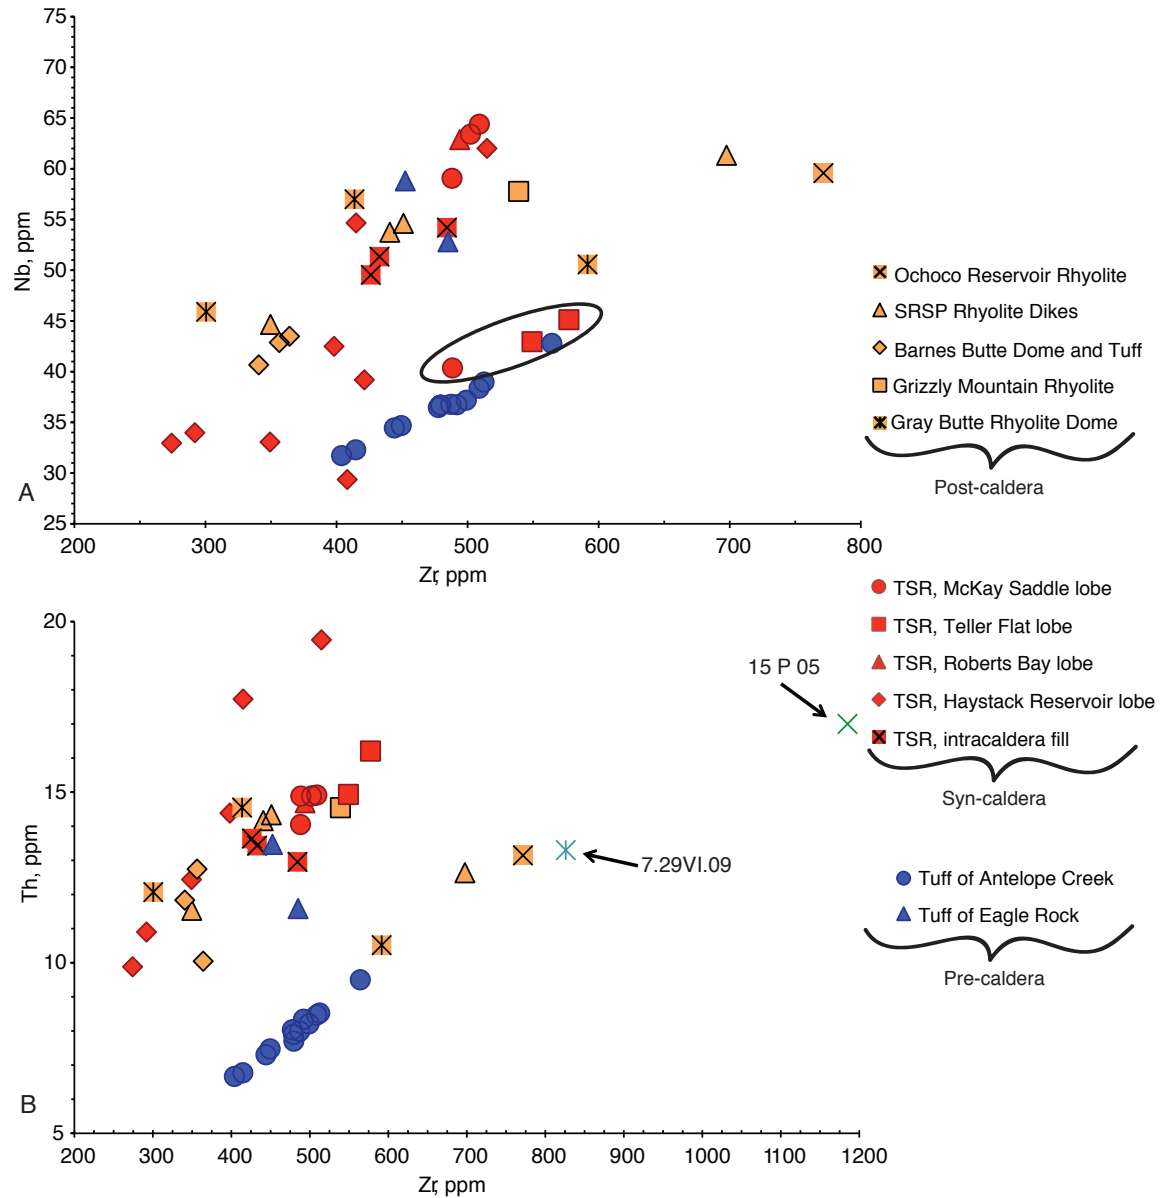 75
70
65
60
55
50
45
40
35
30
25
Nb, ppm
A
200 300 400 500 600 700 800
Zr, ppm
Ochoco Reservoir Rhyolite
SRSP Rhyolite Dikes
Barnes Butte Dome and Tuff
Grizzly Mountain Rhyolite
Gray Butte Rhyolite Dome
Post-caldera
TSR, McKay Saddle lobe
TSR, Teller Flat lobe
TSR, Roberts Bay lobe
TSR, Haystack Reservoir lobe
TSR, intracaldera fill
Syn-caldera
Tuff of Antelope Creek
Tuff of Eagle Rock
Pre-caldera
20
15
10
5
Th, ppm
B
15 P 05
7.29VI.09
200 300 400 500 600 700 800 900 1000 1100 1200
Zr, ppm